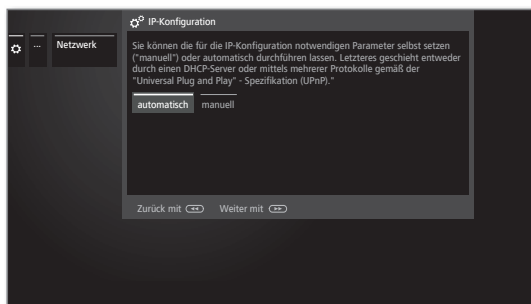 IP-Konfiguration
... Netzwerk
Sie können die für die IP-Konfiguration notwendigen Parameter selbst setzen
("manuell") oder automatisch durchführen lassen. Letzteres geschieht entweder
durch einen DHCP-Server oder mittels mehrerer Protokolle gemäß der
"Universal Plug and Play" - Spezifikation (UPnP)."
automatisch manuell
Zurück mit Weiter mit